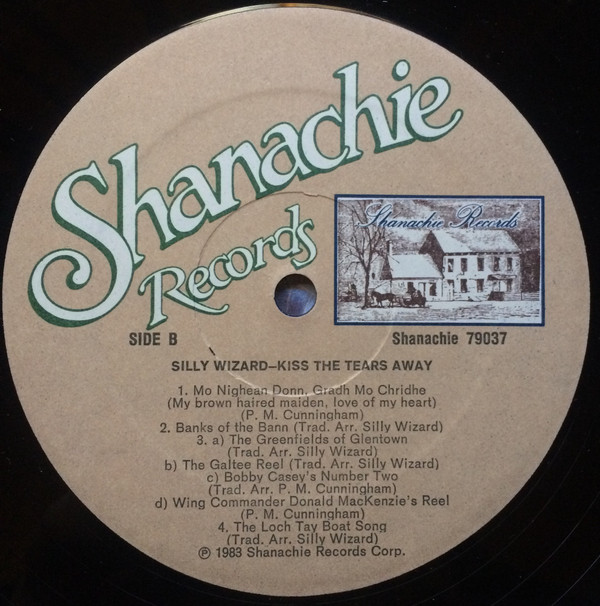 Shanachie
Records
Shanachie Records
SIDE B
Shanachie 79037
SILLY WIZARD—KISS THE TEARS AWAY
1. Mo Nighean Donn, Gradh Mo Chridhe
(My brown haired maiden, love of my heart)
(P. M. Cunningham)
2. Banks of the Bann (Trad. Arr. Silly Wizard)
3. a) The Greenfields of Glentown
(Trad. Arr. Silly Wizard)
b) The Galtee Reel (Trad. Arr. Silly Wizard)
c) Bobby Casey's Number Two
(Trad. Arr. P. M. Cunningham)
d) Wing Commander Donald MacKenzie's Reel
(P. M. Cunningham)
4. The Loch Tay Boat Song
(Trad. Arr. Silly Wizard)
℗ 1983 Shanachie Records Corp.